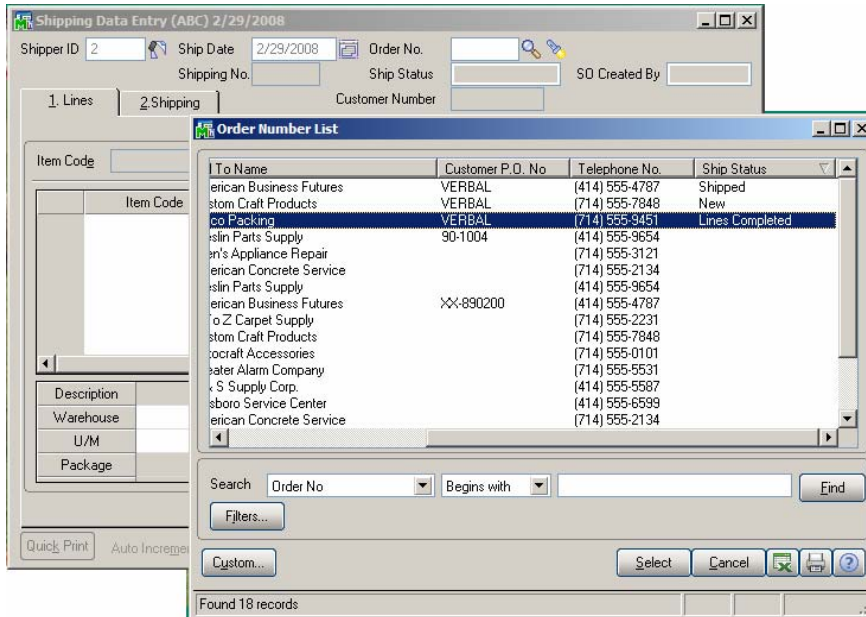 Shipping Data Entry (ABC) 2/29/2008
Shipper ID 2 Ship Date 2/29/2008 Order No.
Shipping No. Ship Status SO Created By
1. Lines 2.Shipping Customer Number
Item Code
Item Code
Description
Warehouse
U/M
Package
Quick Print Auto Increme
Order Number List
l To Name Customer P.O. No Telephone No. Ship Status
erican Business Futures VERBAL (414) 555-4787 Shipped
stom Craft Products VERBAL (714) 555-7848 New
co Packing VERBAL (714) 555-9451 Lines Completed
eslin Parts Supply 90-1004 (414) 555-9654
en's Appliance Repair (714) 555-3121
erican Concrete Service (714) 555-2134
eslin Parts Supply (414) 555-9654
erican Business Futures XX-890200 (414) 555-4787
To Z Carpet Supply (714) 555-2231
stom Craft Products (714) 555-7848
tocraft Accessories (714) 555-0101
eater Alarm Company (714) 555-5531
& S Supply Corp. (414) 555-5587
sboro Service Center (414) 555-6599
erican Concrete Service (714) 555-2134
Search Order No Begins with Find
Filters...
Custom... Select Cancel
Found 18 records